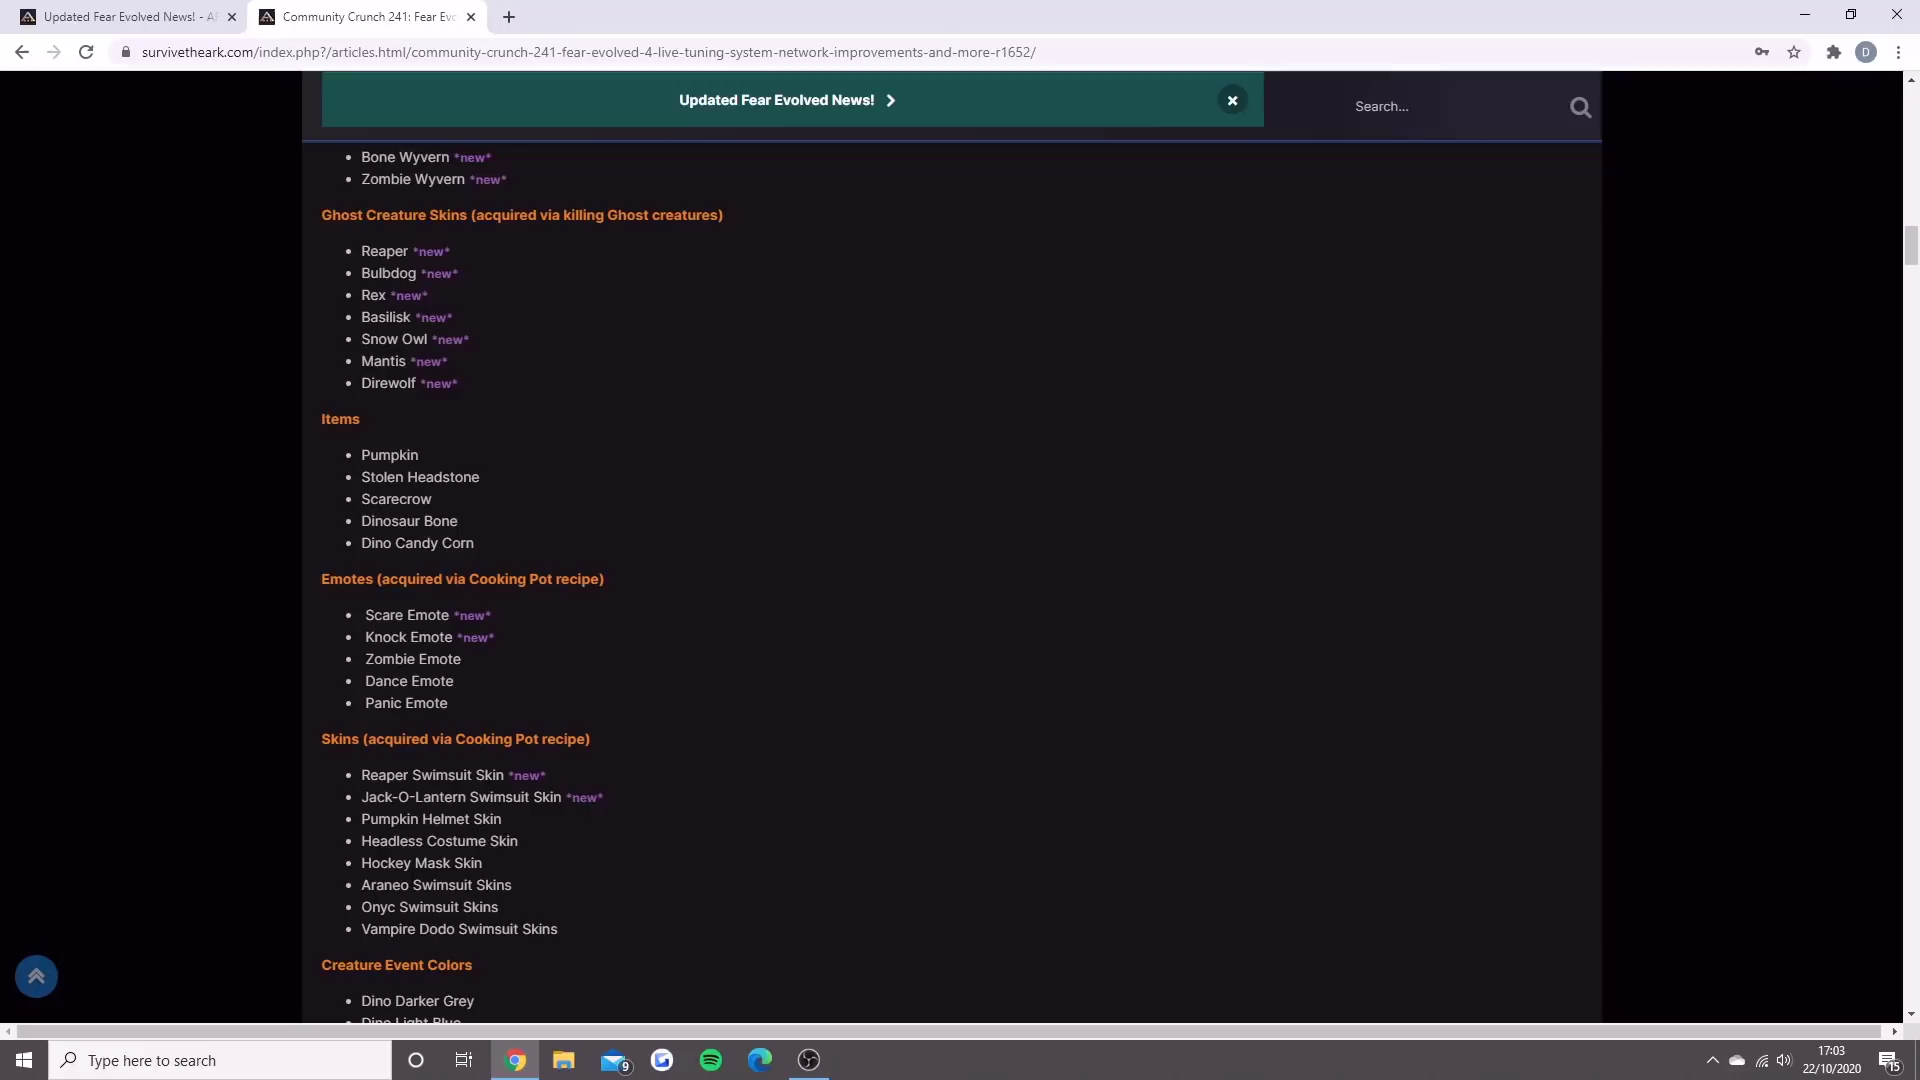 Updated Fear Evolved News! - A
Community Crunch 241: Fear Evo
survivetheark.com/index.php?/articles.html/community-crunch-241-fear-evolved-4-live-tuning-system-network-improvements-and-more-r1652/
D
Updated Fear Evolved News!
Search...
Bone Wyvern *new*
Zombie Wyvern *new*
Ghost Creature Skins (acquired via killing Ghost creatures)
Reaper *new*
Bulbdog *new*
Rex *new*
Basilisk *new*
Snow Owl *new*
Mantis *new*
Direwolf *new*
Items
Pumpkin
Stolen Headstone
Scarecrow
Dinosaur Bone
Dino Candy Corn
Emotes (acquired via Cooking Pot recipe)
Scare Emote *new*
Knock Emote *new*
Zombie Emote
Dance Emote
Panic Emote
Skins (acquired via Cooking Pot recipe)
Reaper Swimsuit Skin *new*
Jack-O-Lantern Swimsuit Skin *new*
Pumpkin Helmet Skin
Headless Costume Skin
Hockey Mask Skin
Araneo Swimsuit Skins
Onyc Swimsuit Skins
Vampire Dodo Swimsuit Skins
Creature Event Colors
Dino Darker Grey
Dino Light Blue
Type here to search
9
17:03
22/10/2020
15